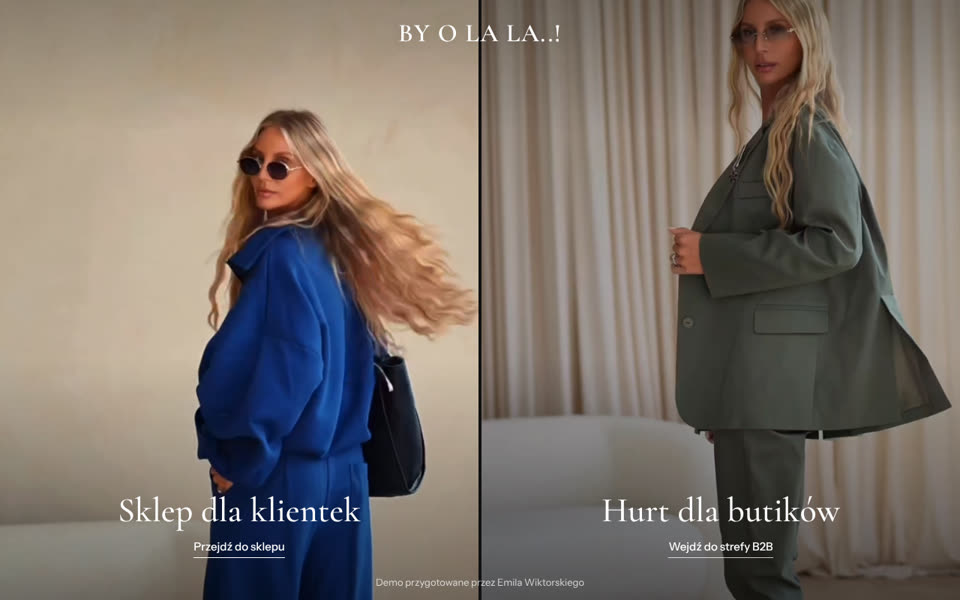 BY O LA LA..!
Sklep dla klientek
Przejdź do sklepu
Hurt dla butików
Wejdź do strefy B2B
Demo przygotowane przez Emila Wiktorskiego